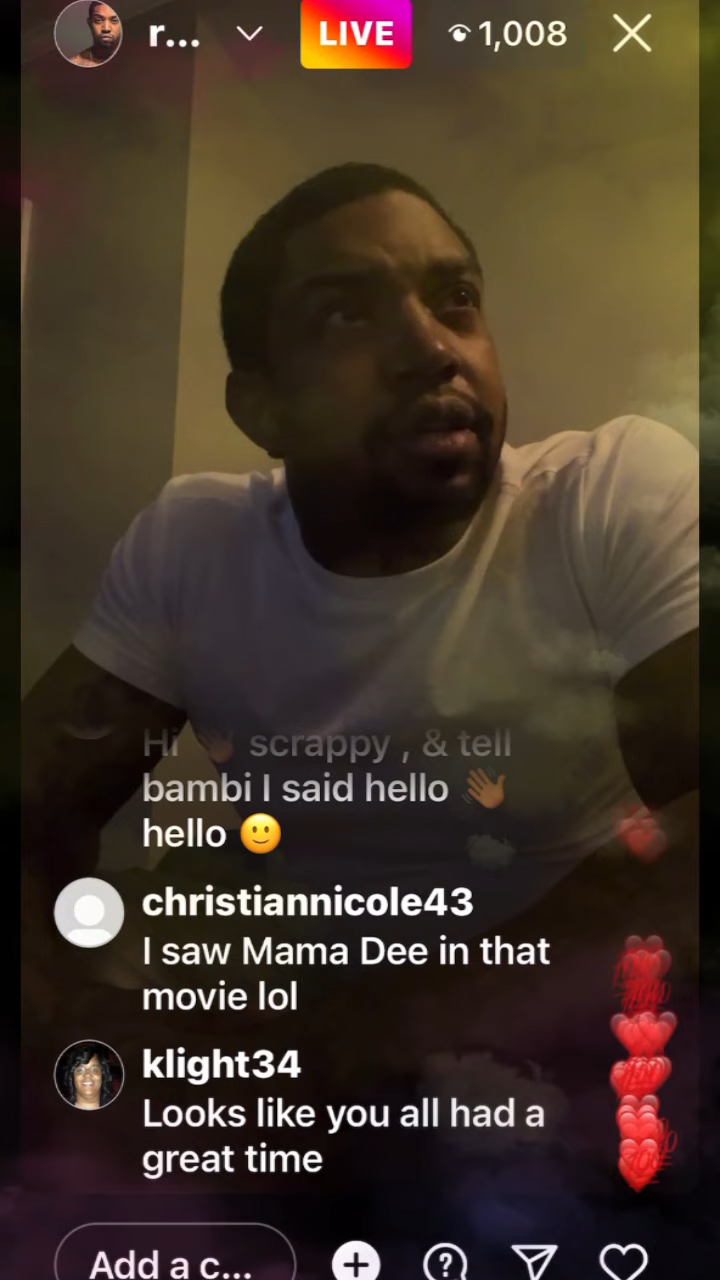 r...
LIVE
1,008
Hi 👋🏽 scrappy , & tell
bambi I said hello 👋🏽
hello 🙂
christiannicole43
I saw Mama Dee in that
movie lol
klight34
Looks like you all had a
great time
Add a c...